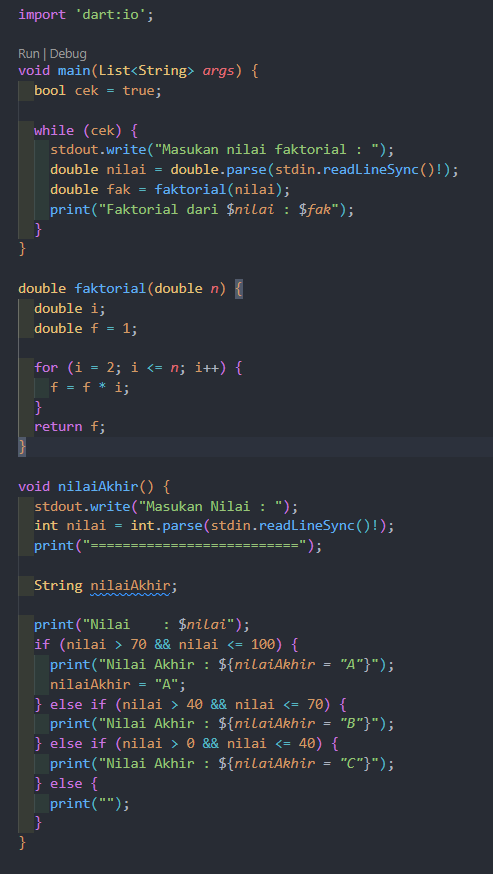 import 'dart:io';
Run | Debug
void main(List<String> args) {
  bool cek = true;
  while (cek) {
    stdout.write("Masukan nilai faktorial : ");
    double nilai = double.parse(stdin.readLineSync()!);
    double fak = faktorial(nilai);
    print("Faktorial dari $nilai : $fak");
  }
}
double faktorial(double n) {
  double i;
  double f = 1;
  for (i = 2; i <= n; i++) {
    f = f * i;
  }
  return f;
}
void nilaiAkhir() {
  stdout.write("Masukan Nilai : ");
  int nilai = int.parse(stdin.readLineSync()!);
  print("==========================");
  String nilaiAkhir;
  print("Nilai    : $nilai");
  if (nilai > 70 && nilai <= 100) {
    print("Nilai Akhir : ${nilaiAkhir = "A"}");
    nilaiAkhir = "A";
  } else if (nilai > 40 && nilai <= 70) {
    print("Nilai Akhir : ${nilaiAkhir = "B"}");
  } else if (nilai > 0 && nilai <= 40) {
    print("Nilai Akhir : ${nilaiAkhir = "C"}");
  } else {
    print("");
  }
}